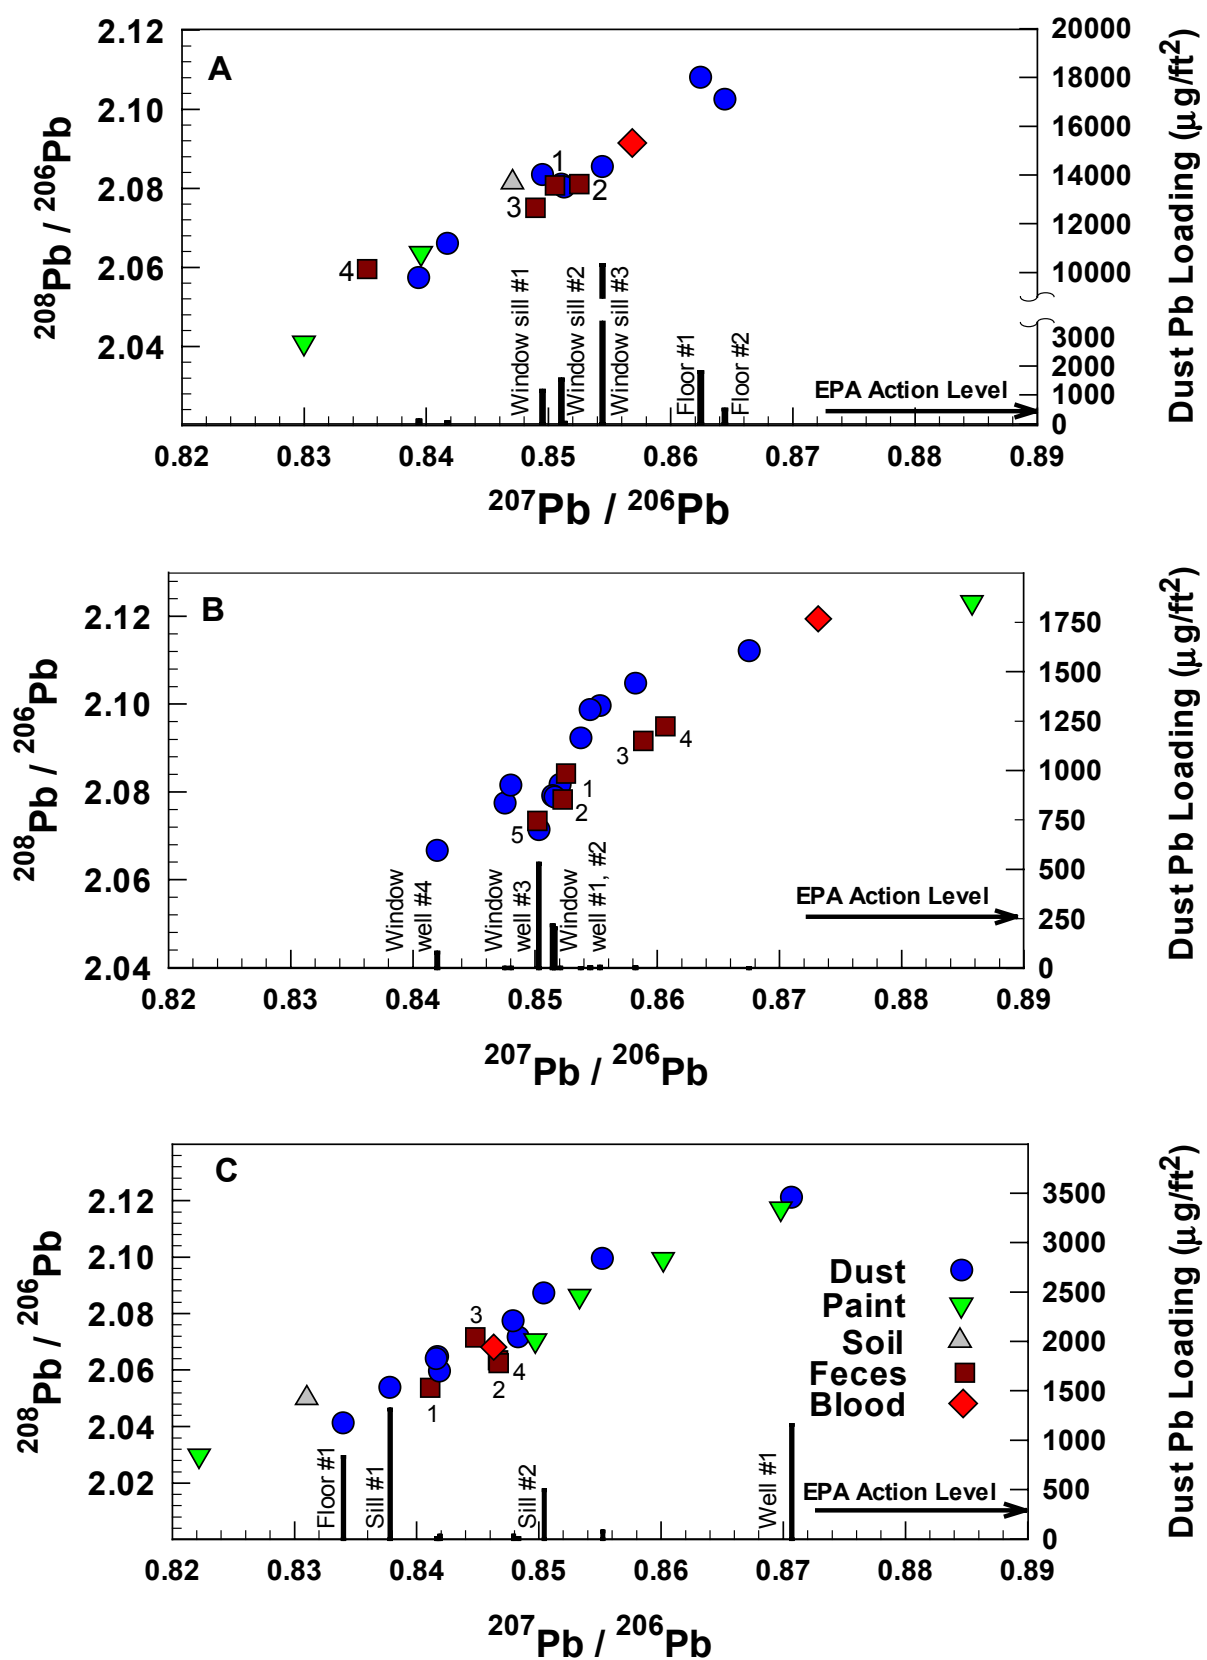 A
2.12
2.10
2.08
2.06
2.04
208Pb / 206Pb
20000
18000
16000
14000
12000
10000
3000
2000
1000
0
Dust Pb Loading (μg/ft2)
1
2
3
4
Window sill #1
Window sill #2
Window sill #3
Floor #1
Floor #2
EPA Action Level
0.82 0.83 0.84 0.85 0.86 0.87 0.88 0.89
207Pb / 206Pb
B
2.12
2.10
2.08
2.06
2.04
208Pb / 206Pb
1750
1500
1250
1000
750
500
250
0
Dust Pb Loading (μg/ft2)
3
4
1
2
5
Window
well #4
Window
well #3
Window
well #1, #2
EPA Action Level
0.82 0.83 0.84 0.85 0.86 0.87 0.88 0.89
207Pb / 206Pb
C
2.12
2.10
2.08
2.06
2.04
2.02
208Pb / 206Pb
3500
3000
2500
2000
1500
1000
500
0
Dust Pb Loading (μg/ft2)
Dust
Paint
Soil
Feces
Blood
3
4
2
1
Floor #1
Sill #1
Sill #2
Well #1
EPA Action Level
0.82 0.83 0.84 0.85 0.86 0.87 0.88 0.89
207Pb / 206Pb